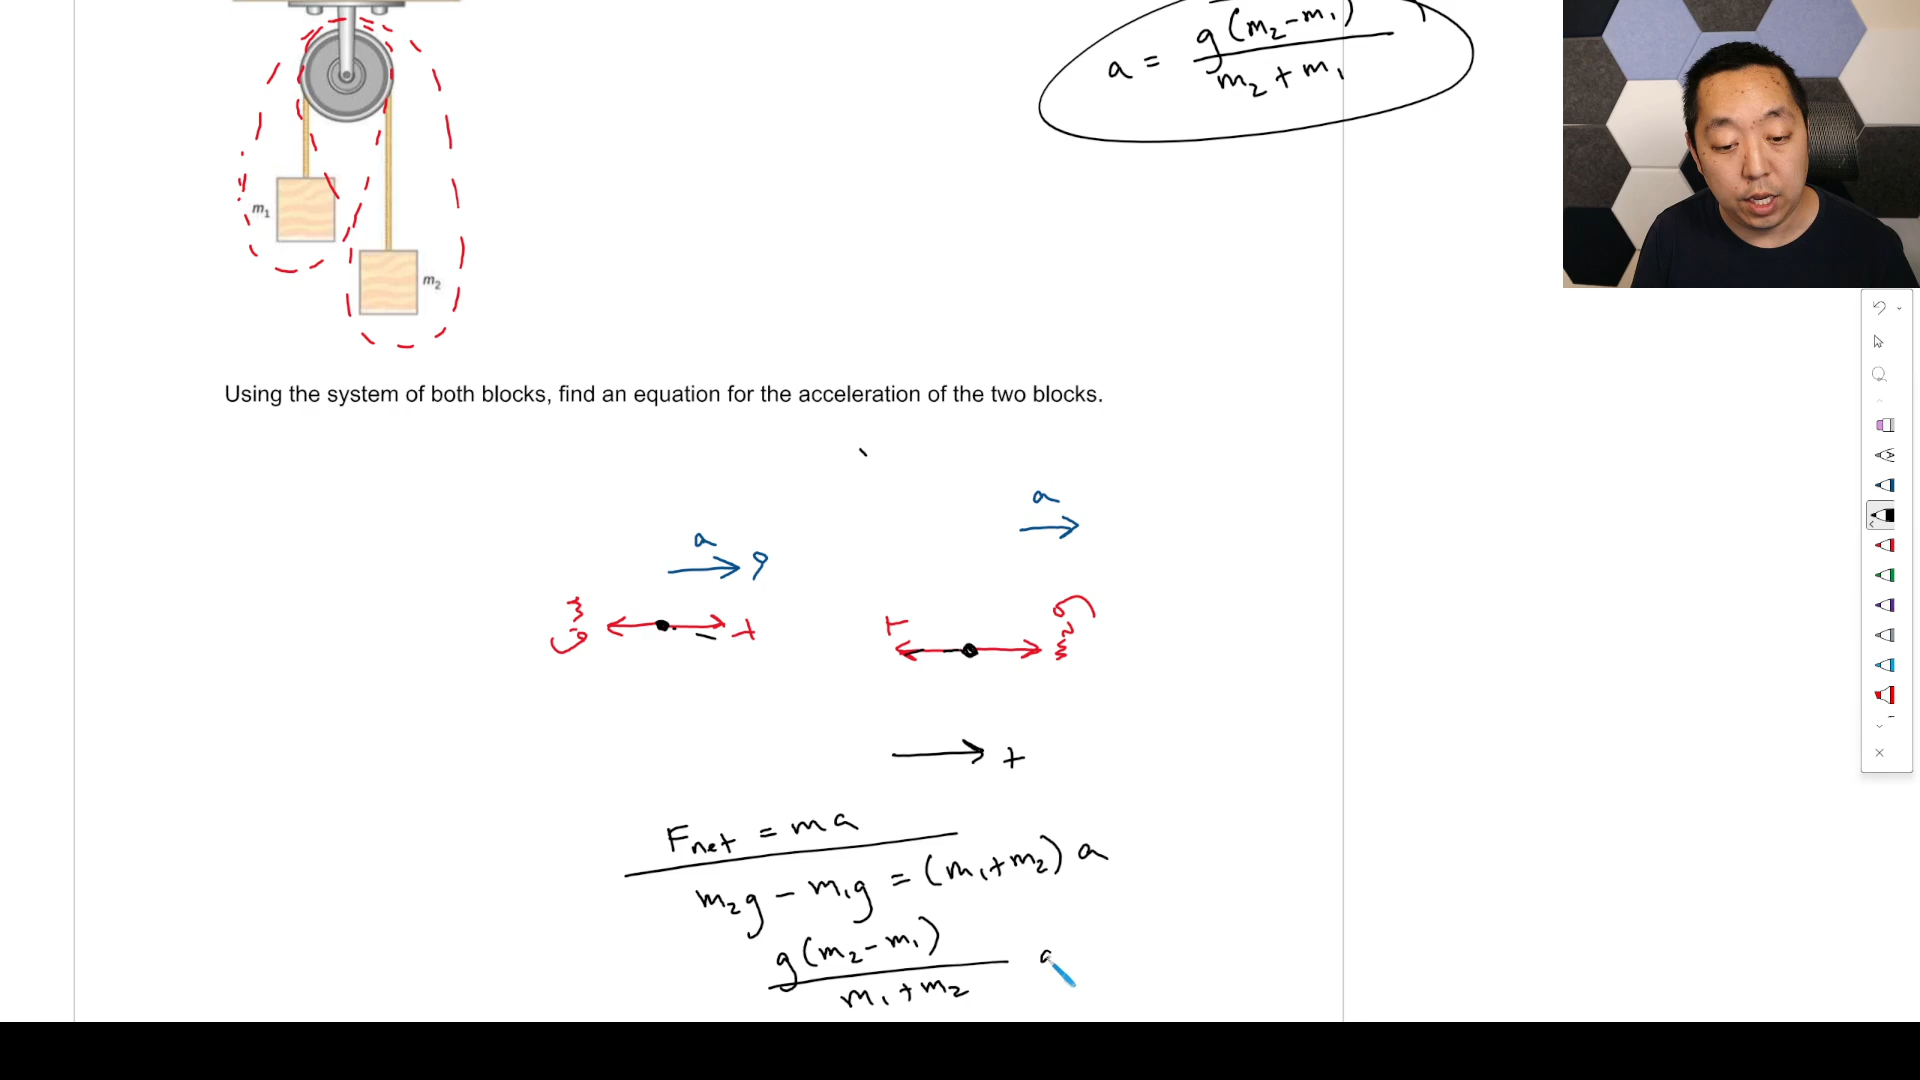 g(m₂-m₁)
a = ―――
m₂+m₁
m₁
m₂
Using the system of both blocks, find an equation for the acceleration of the two blocks.
a
a
m₁g
T
T
m₂g
+
Fnet = ma
m₂g - m₁g = (m₁+m₂) a
g(m₂-m₁)
――― a
m₁+m₂